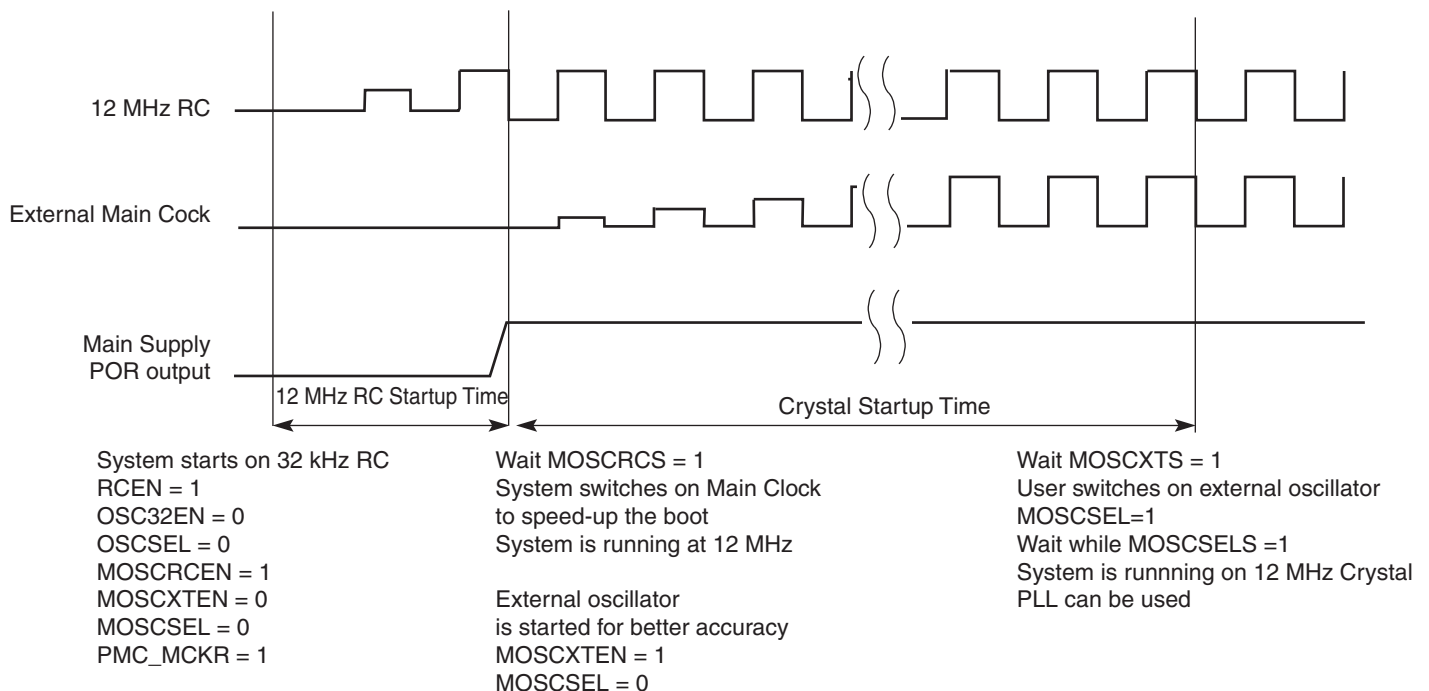 12 MHz RC
External Main Cock
Main Supply
POR output
12 MHz RC Startup Time
Crystal Startup Time
System starts on 32 kHz RC
RCEN = 1
OSC32EN = 0
OSCSEL = 0
MOSCRCEN = 1
MOSCXTEN = 0
MOSCSEL = 0
PMC_MCKR = 1
Wait MOSCRCS = 1
System switches on Main Clock
to speed-up the boot
System is running at 12 MHz
External oscillator
is started for better accuracy
MOSCXTEN = 1
MOSCSEL = 0
Wait MOSCXTS = 1
User switches on external oscillator
MOSCSEL=1
Wait while MOSCSELS =1
System is runnning on 12 MHz Crystal
PLL can be used